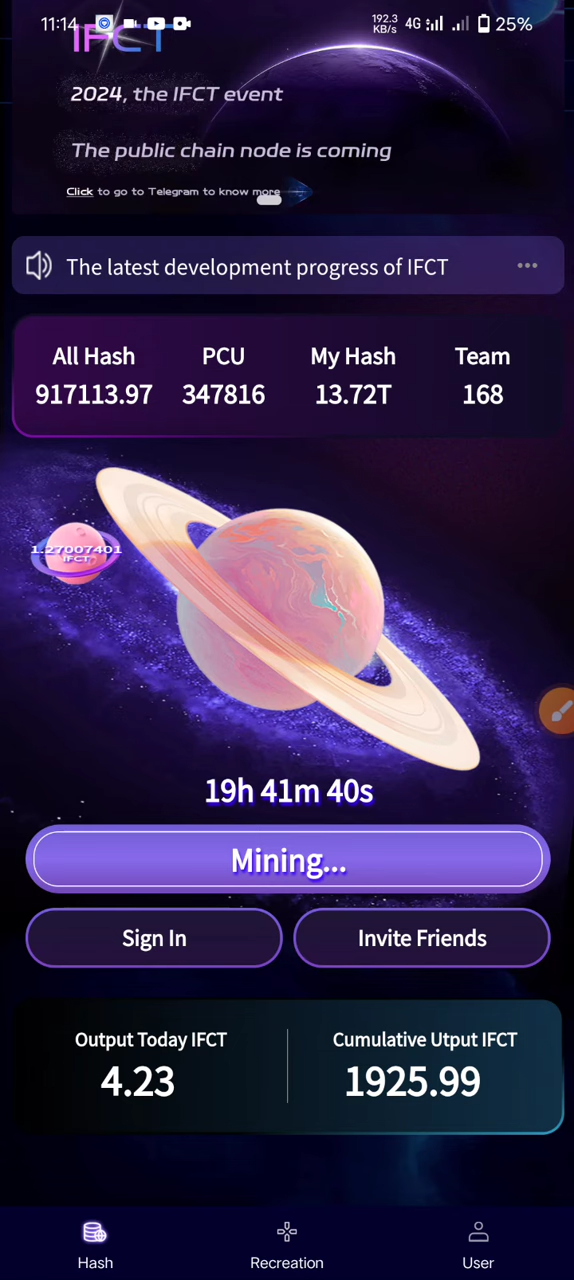 11:14
192.3
KB/s
4G
25%
IFCT
2024, the IFCT event
The public chain node is coming
Click to go to Telegram to know more
The latest development progress of IFCT
All Hash PCU My Hash Team
917113.97 347816 13.72T 168
1.27007401
IFCT
19h 41m 40s
Mining...
Sign In Invite Friends
Output Today IFCT Cumulative Utput IFCT
4.23 1925.99
Hash Recreation User